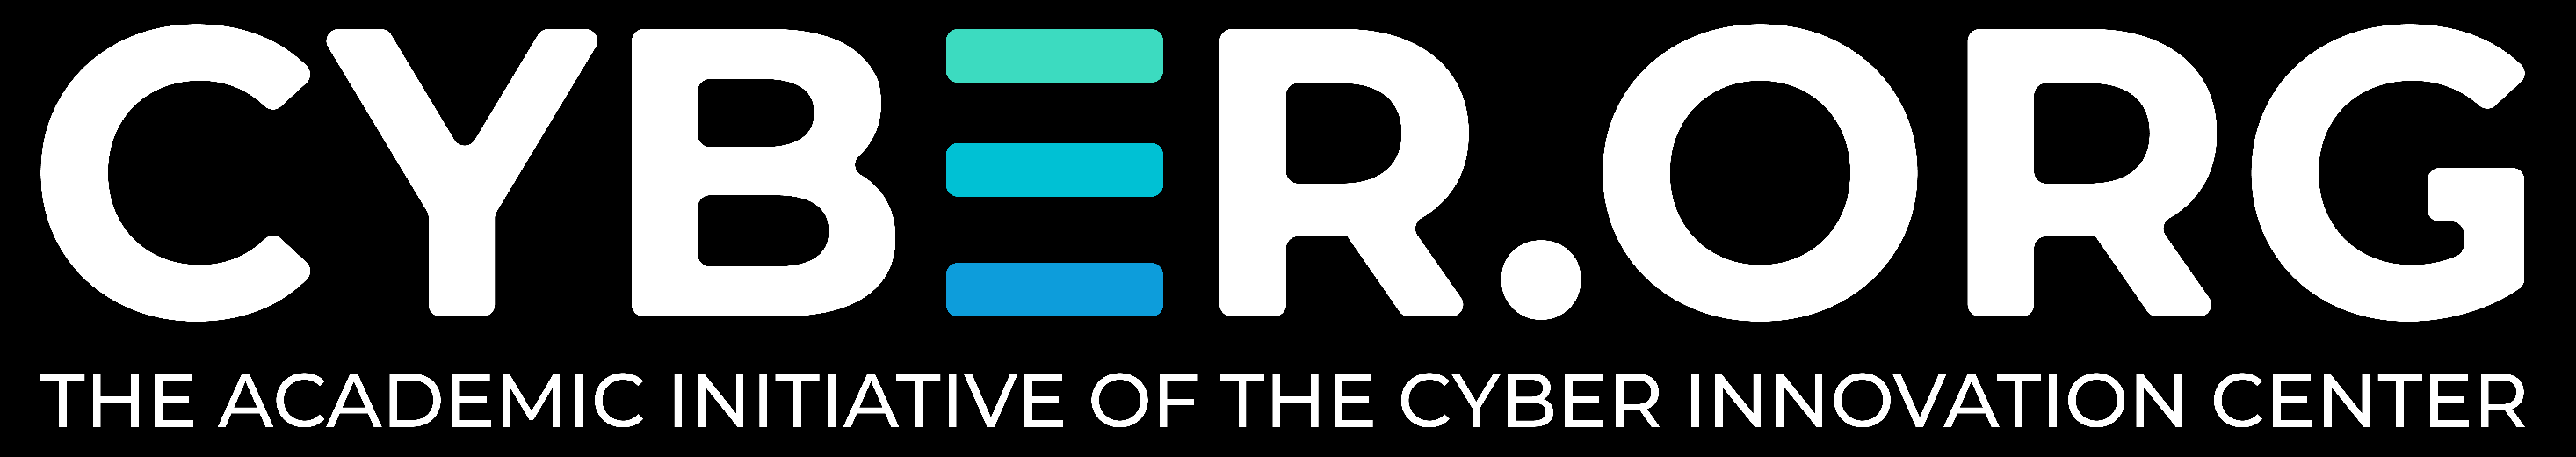 CYBER.ORG
THE ACADEMIC INITIATIVE OF THE CYBER INNOVATION CENTER